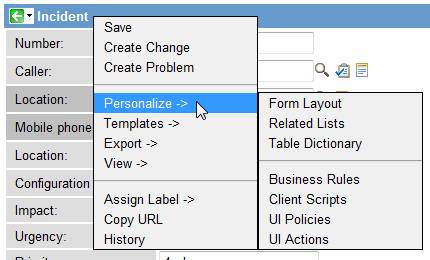 Incident
Number:
Caller:
Location:
Mobile phone
Location:
Configuration
Impact:
Urgency:
Save
Create Change
Create Problem
Personalize ->
Templates ->
Export ->
View ->
Assign Label ->
Copy URL
History
Form Layout
Related Lists
Table Dictionary
Business Rules
Client Scripts
UI Policies
UI Actions